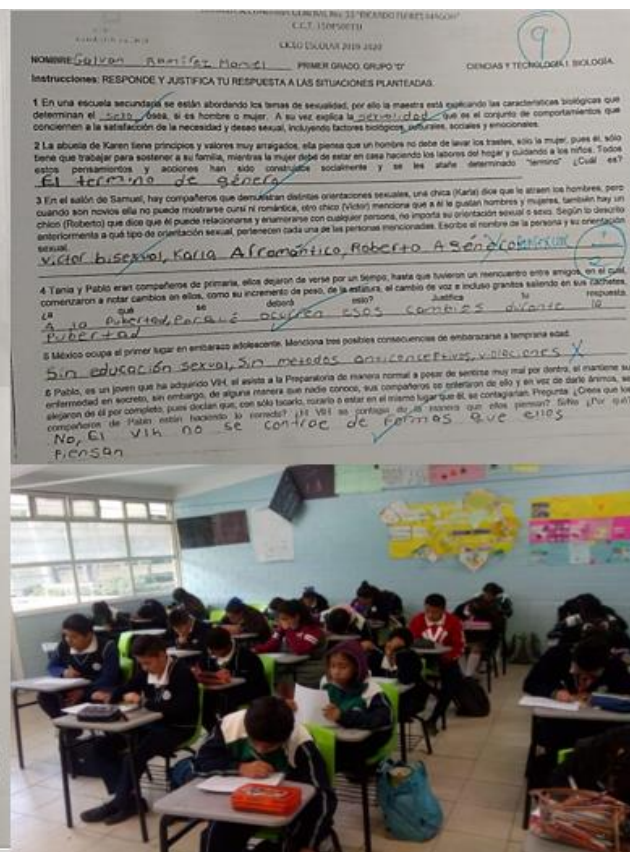 C.C.T. 15
CICLO ESCOLAR 2019-2020
9
NOMBRE: Galvan Ramírez Manuel PRIMER GRADO. GRUPO "D" CIENCIAS Y TECNOLOGÍA I. BIOLOGÍA.
Instrucciones: RESPONDE Y JUSTIFICA TU RESPUESTA A LAS SITUACIONES PLANTEADAS.
1 En una escuela secundaria se están abordando los temas de sexualidad, por ello la maestra está explicando las características biológicas que
determinan el sexo, ósea, si es hombre o mujer. A su vez explica la sexualidad que es el conjunto de comportamientos que
conciernen a la satisfacción de la necesidad y deseo sexual, incluyendo factores biológicos, culturales, sociales y emocionales.
2 La abuela de Karen tiene principios y valores muy arraigados, ella piensa que un hombre no debe de lavar los trastes, sólo la mujer, pues él, sólo
tiene que trabajar para sostener a su familia, mientras la mujer debe de estar en casa haciendo los labores del hogar y cuidando a los niños. Todos
estos pensamientos y acciones han sido construidos socialmente y se les atañe determinado "termino" ¿Cuál es?
El termino de género
3 En el salón de Samuel, hay compañeros que demuestran distintas orientaciones sexuales, una chica (Karla) dice que le atraen los hombres, pero
cuando son novios ella no puede mostrarse cursi ni romántica, otro chico (Víctor) menciona que a él le gustan hombres y mujeres, también hay un
chico (Roberto) que dice que él puede relacionarse y enamorarse con cualquier persona, no importa su orientación sexual o sexo. Según lo descrito
anteriormente a qué tipo de orientación sexual, pertenecen cada una de las personas mencionadas. Escribe el nombre de la persona y su orientación
sexual.
Victor bisexual, Karla Arromántico, Roberto
4 Tania y Pablo eran compañeros de primaria, ellos dejaron de verse por un tiempo, hasta que tuvieron un reencuentro entre amigos, en el cual,
comenzaron a notar cambios en ellos, como su incremento de peso, de la estatura, el cambio de voz e incluso granitos saliendo en sus cachetes.
¿A qué se deberá esto? Justifica tu respuesta.
A la Pubertad, Porqué ocurren esos cambios durante la
Pubertad
5 México ocupa el primer lugar en embarazo adolescente. Menciona tres posibles consecuencias de embarazarse a temprana edad.
Sin educación sexual, Sin metodos anticonceptivos, violaciones
6 Pablo, es un joven que ha adquirido VIH, el asiste a la Preparatoria de manera normal a pesar de sentirse muy mal por dentro, el mantiene su
enfermedad en secreto, sin embargo, de alguna manera que nadie conoce, sus compañeros se enteraron de ello y en vez de darle ánimos, se
alejaron de él por completo, pues decían que, con sólo tocarlo, rozarlo o estar en el mismo lugar que él, se contagiarían. Pregunta ¿Crees que los
compañeros de Pablo están haciendo lo correcto? ¿El VIH se contagia de la manera que ellos piensan? Si/No ¿Por qué?
No, El VIH no se contrae de formas que ellos
Piensan